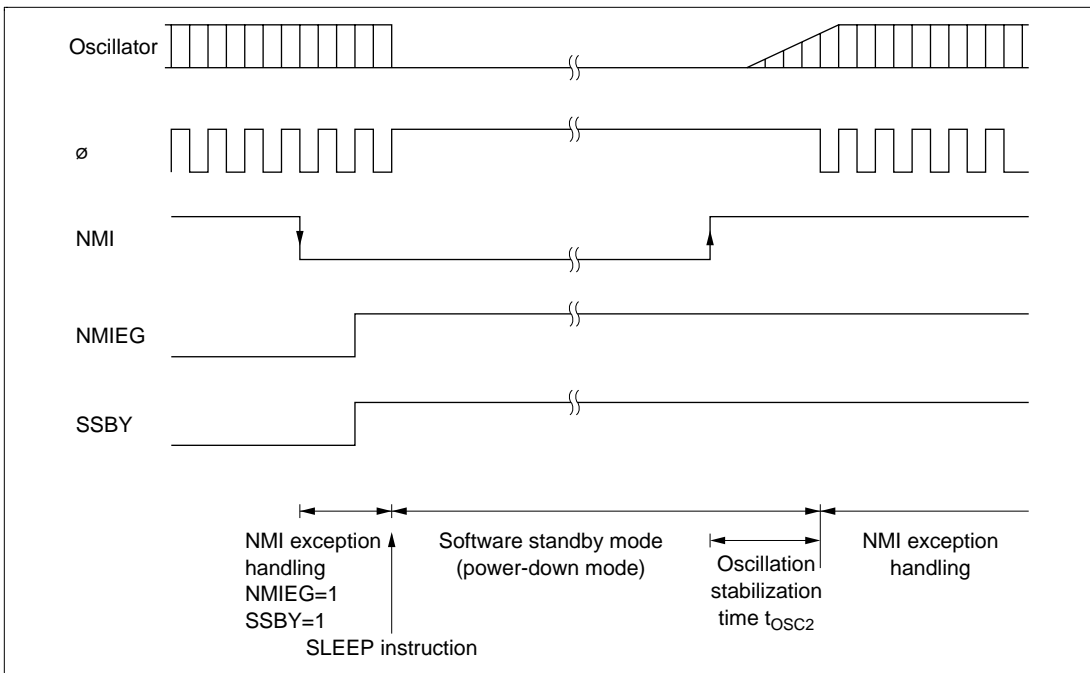 Oscillator
ø
NMI
NMIEG
SSBY
NMI exception
handling
NMIEG=1
SSBY=1
SLEEP instruction
Software standby mode
(power-down mode)
Oscillation
stabilization
time tOSC2
NMI exception
handling